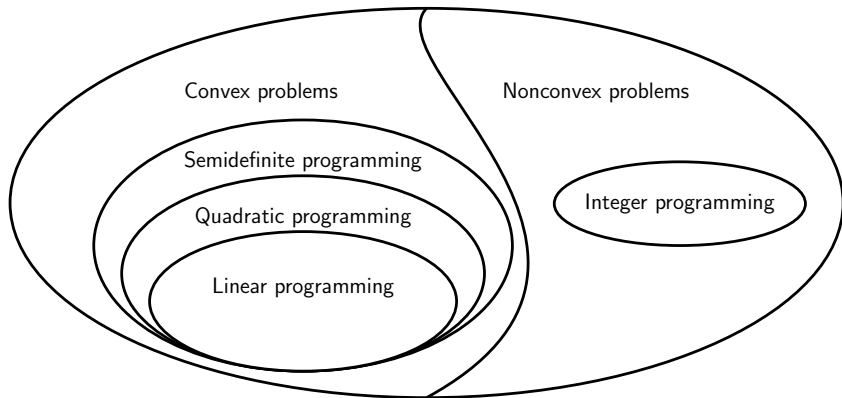 Convex problems
Nonconvex problems
Semidefinite programming
Integer programming
Quadratic programming
Linear programming